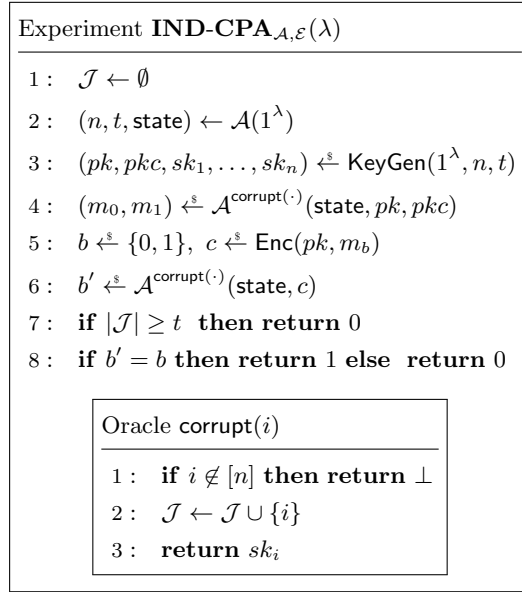 Experiment IND-CPA_{𝒜,ℰ}(λ)
1 : 𝒥 ← ∅
2 : (n, t, state) ← 𝒜(1^λ)
3 : (pk, pkc, sk_1, …, sk_n) ←$ KeyGen(1^λ, n, t)
4 : (m_0, m_1) ←$ 𝒜^{corrupt(·)}(state, pk, pkc)
5 : b ←$ {0, 1}, c ←$ Enc(pk, m_b)
6 : b′ ←$ 𝒜^{corrupt(·)}(state, c)
7 : if |𝒥| ≥ t then return 0
8 : if b′ = b then return 1 else return 0
Oracle corrupt(i)
1 : if i ∉ [n] then return ⊥
2 : 𝒥 ← 𝒥 ∪ {i}
3 : return sk_i